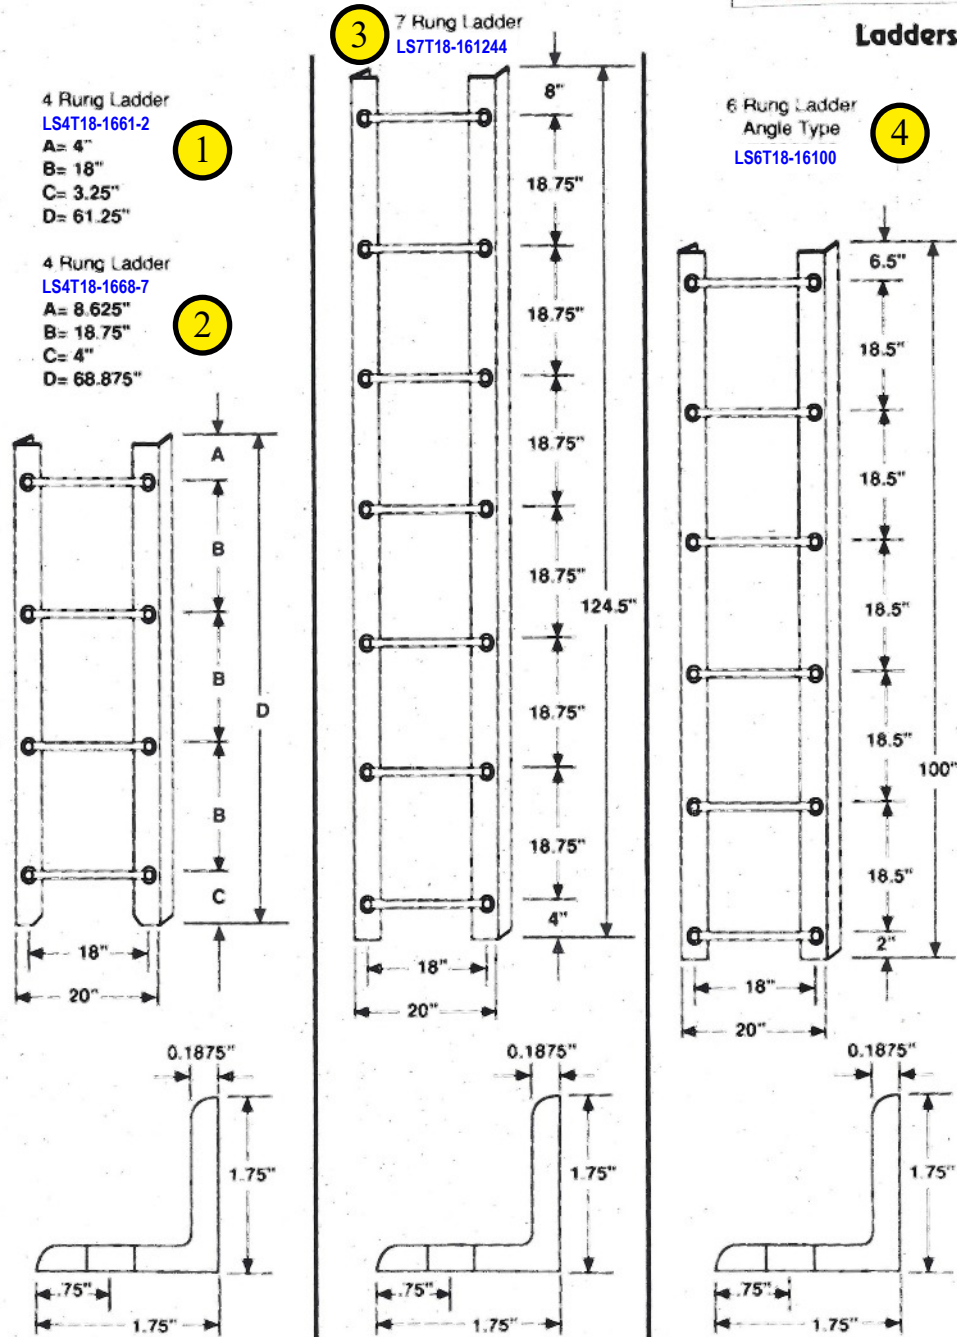 Ladders
4 Rung Ladder
LS4T18-1661-2
A= 4"
B= 18"
C= 3.25"
D= 61.25"
1
4 Rung Ladder
LS4T18-1668-7
A= 8.625"
B= 18.75"
C= 4"
D= 68.875"
2
A
B
B
B
C
D
18"
20"
0.1875"
1.75"
.75"
1.75"
3
7 Rung Ladder
LS7T18-161244
8"
18.75"
18.75"
18.75"
18.75"
18.75"
18.75"
4"
124.5"
18"
20"
0.1875"
1.75"
.75"
1.75"
6 Rung Ladder
Angle Type
LS6T18-16100
4
6.5"
18.5"
18.5"
18.5"
18.5"
18.5"
2"
100"
18"
20"
0.1875"
1.75"
.75"
1.75"